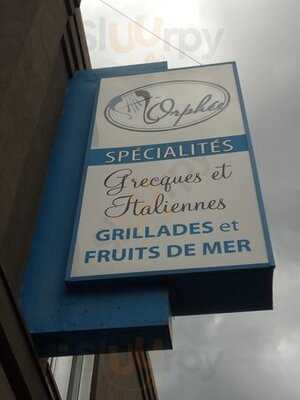 Orphée
SPÉCIALITÉS
Grecques et
Italiennes
GRILLADES et
FRUITS DE MER